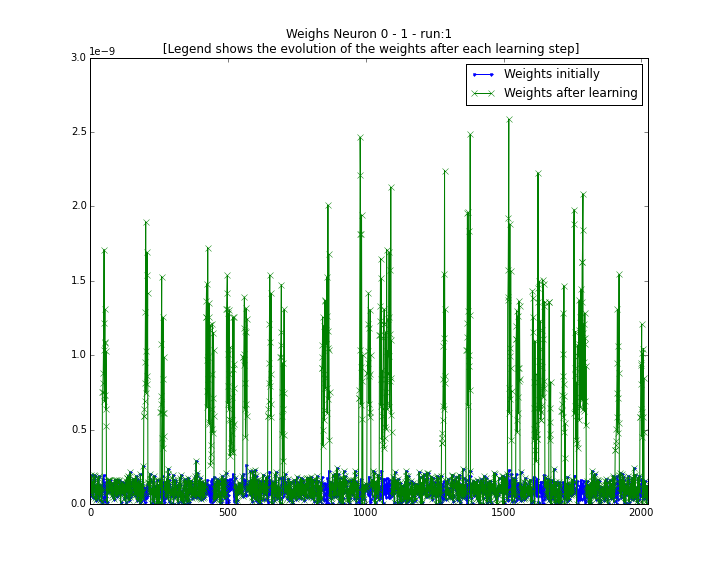 Weighs Neuron 0 - 1 - run:1
[Legend shows the evolution of the weights after each learning step]
1e−9
3.0
2.5
2.0
1.5
1.0
0.5
0.0
Weights initially
Weights after learning
0 500 1000 1500 2000